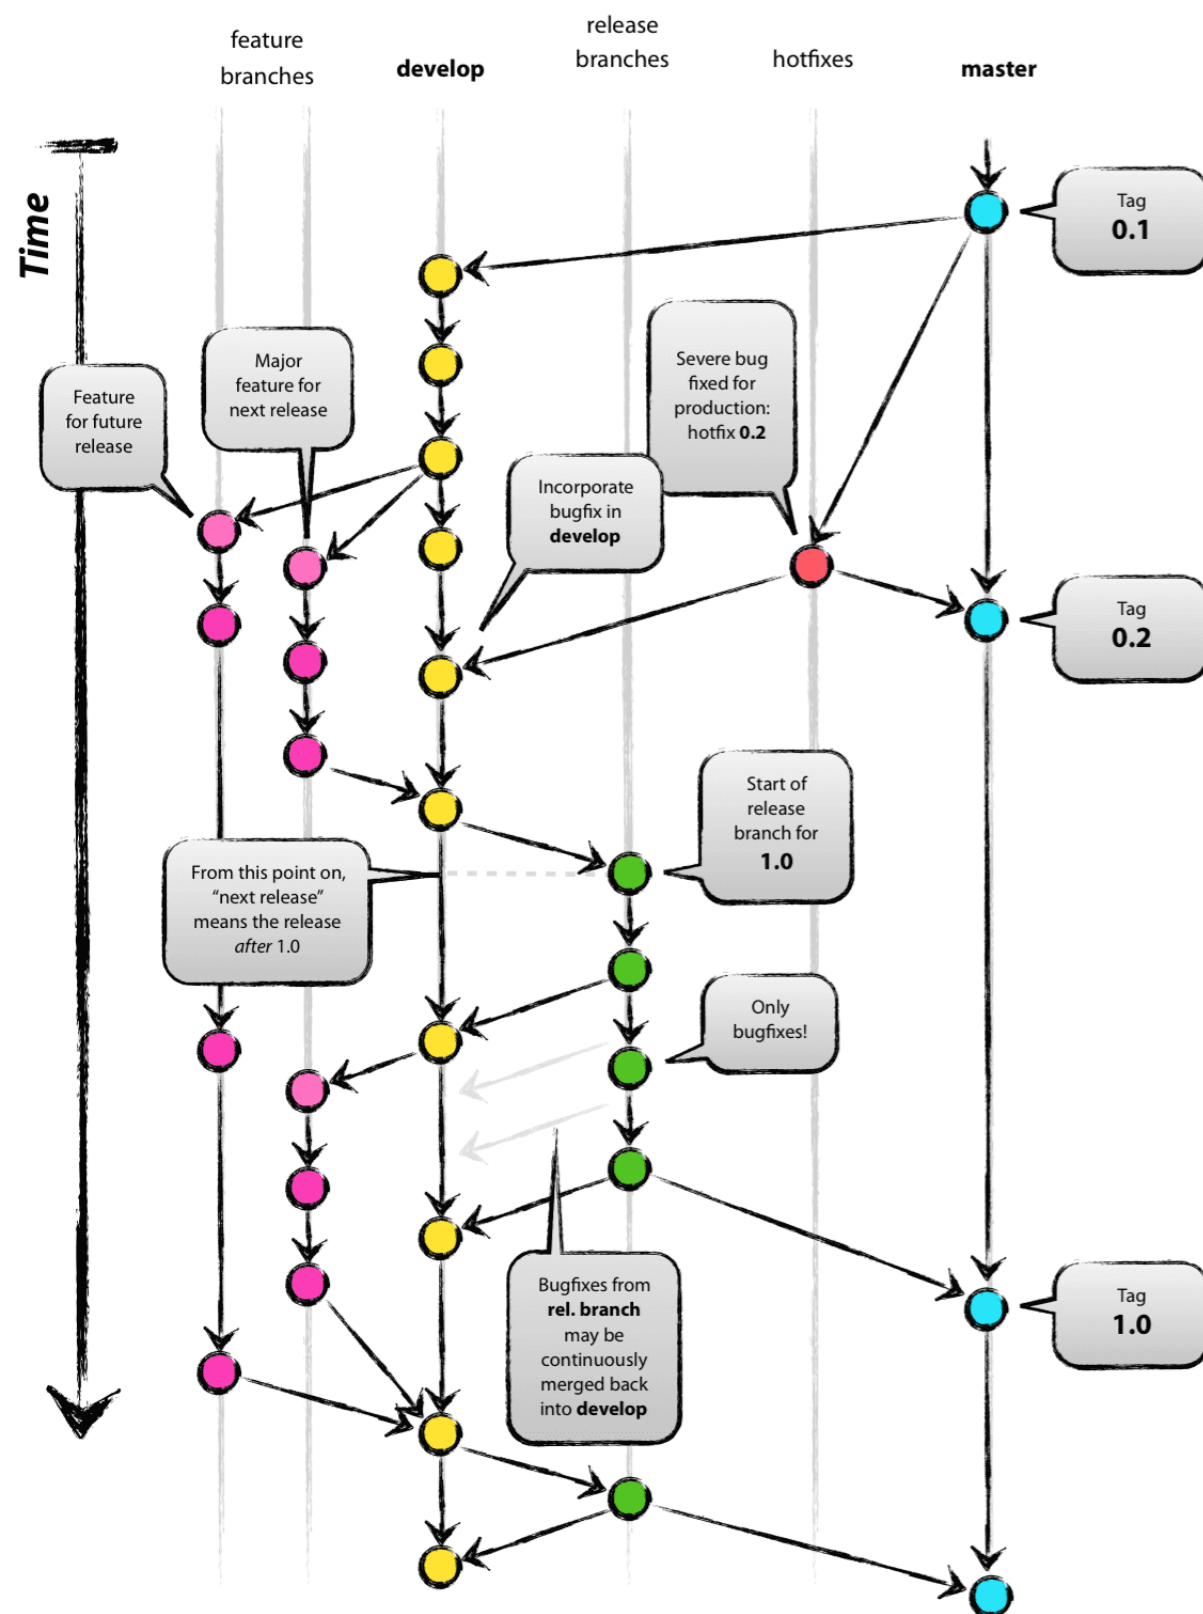 feature
branches
develop
release
branches
hotfixes
master
Time
Tag
0.1
Major
feature for
next release
Feature
for future
release
Severe bug
fixed for
production:
hotfix 0.2
Incorporate
bugfix in
develop
Tag
0.2
Start of
release
branch for
1.0
From this point on,
“next release”
means the release
after 1.0
Only
bugfixes!
Bugfixes from
rel. branch
may be
continuously
merged back
into develop
Tag
1.0